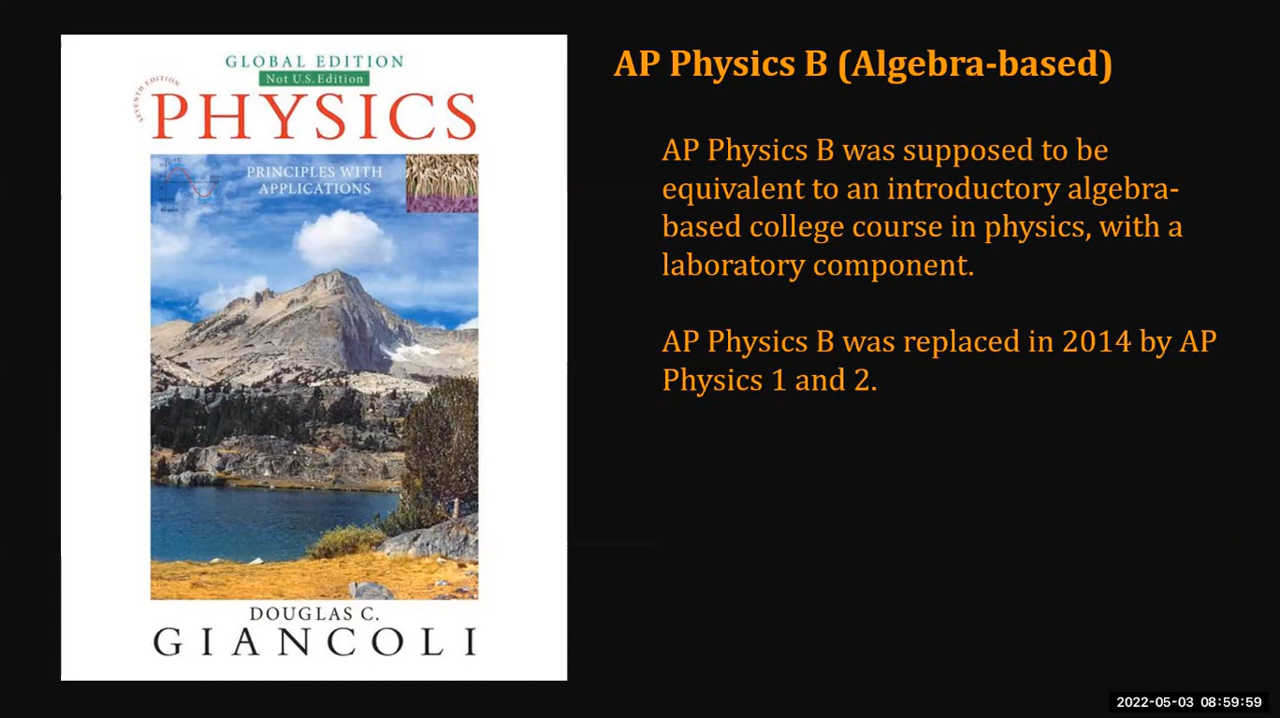 GLOBAL EDITION
Not U.S. Edition
SEVENTH EDITION
PHYSICS
PRINCIPLES WITH
APPLICATIONS
DOUGLAS C.
GIANCOLI
AP Physics B (Algebra-based)
AP Physics B was supposed to be
equivalent to an introductory algebra-
based college course in physics, with a
laboratory component.
AP Physics B was replaced in 2014 by AP
Physics 1 and 2.
2022-05-03 08:59:59